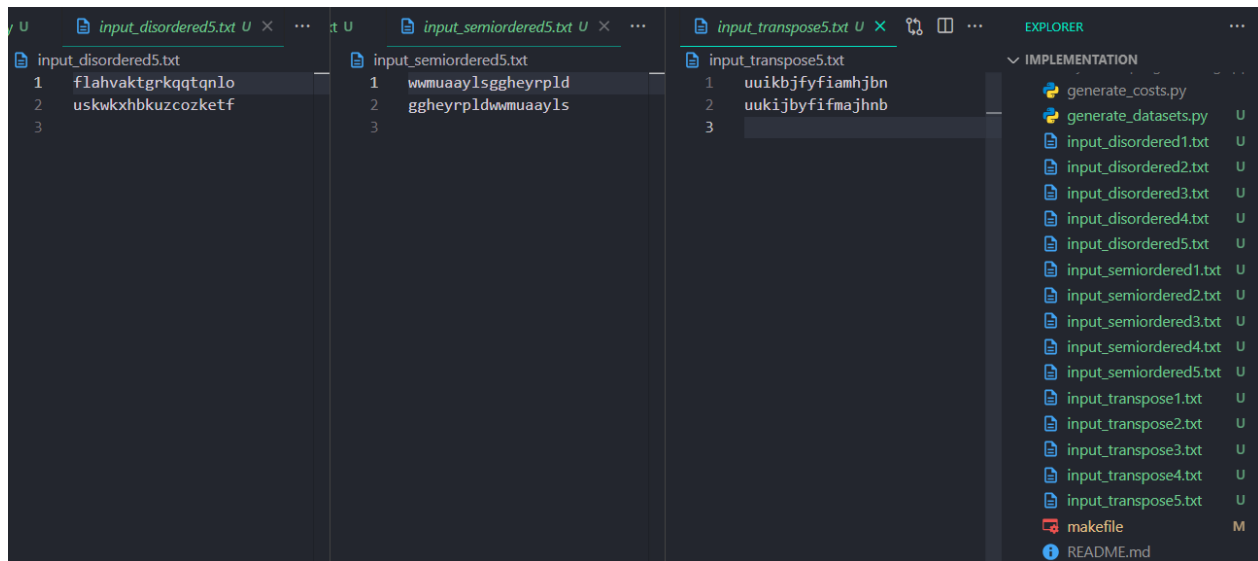 y U
input_disordered5.txt U × ···
input_disordered5.txt
1 flahvaktgrkqqtqnlo
2 uskwkxhbkuzcozketf
3
:t U
input_semiordered5.txt U × ···
input_semiordered5.txt
1 wwmuaaylsggheyrpld
2 ggheyrpldwwmuaayls
3
input_transpose5.txt U × ···
input_transpose5.txt
1 uuikbjfyfiamhjbn
2 uukijbyfifmajhnb
3
EXPLORER ···
IMPLEMENTATION
generate_costs.py
generate_datasets.py U
input_disordered1.txt U
input_disordered2.txt U
input_disordered3.txt U
input_disordered4.txt U
input_disordered5.txt U
input_semiordered1.txt U
input_semiordered2.txt U
input_semiordered3.txt U
input_semiordered4.txt U
input_semiordered5.txt U
input_transpose1.txt U
input_transpose2.txt U
input_transpose3.txt U
input_transpose4.txt U
input_transpose5.txt U
makefile M
README.md